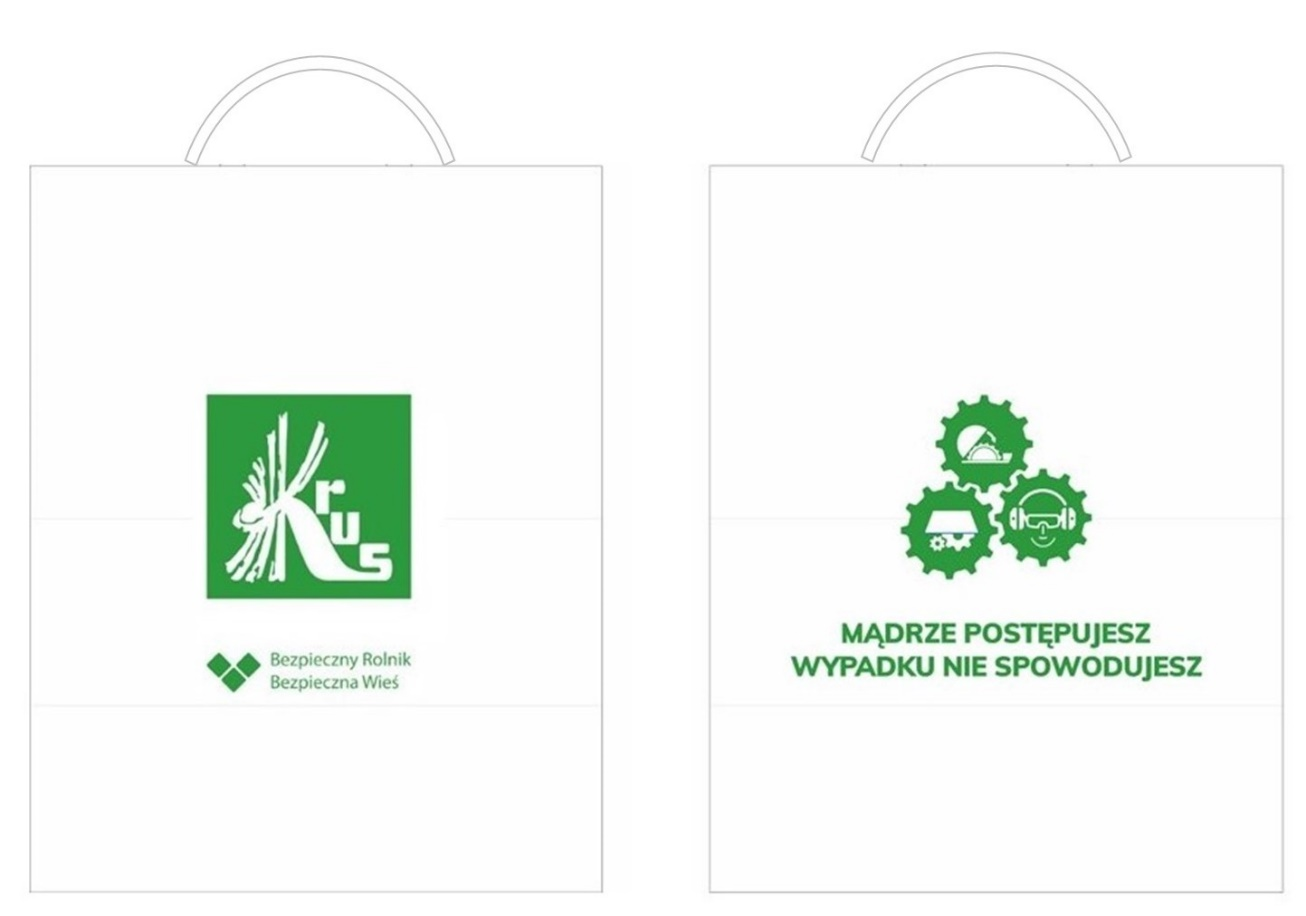 Krus
Bezpieczny Rolnik
Bezpieczna Wieś
MĄDRZE POSTĘPUJESZ
WYPADKU NIE SPOWODUJESZ